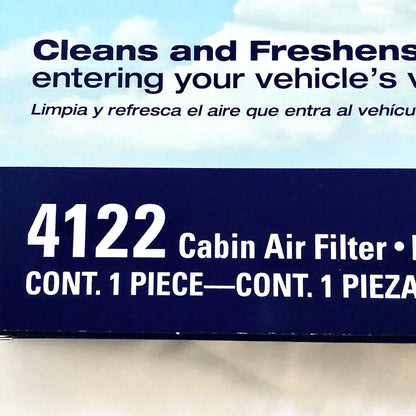 Cleans and Freshens
entering your vehicle's
Limpia y refresca el aire que entra al
4122 Cabin Air Filter •
CONT. 1 PIECE—CONT. 1 PIEZA